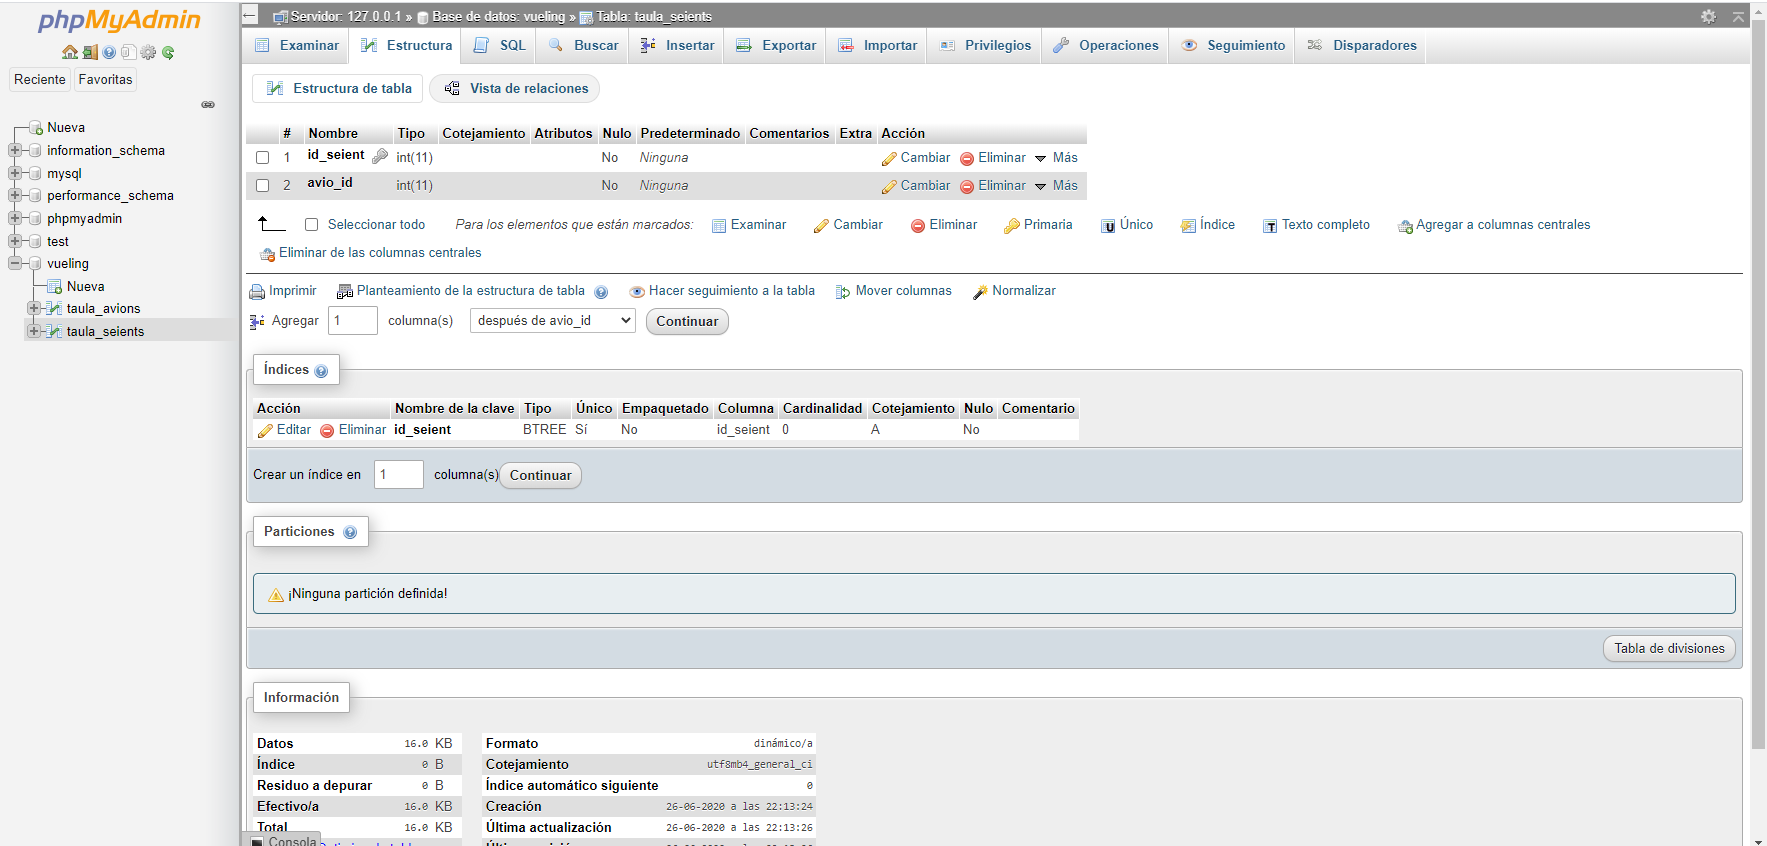 phpMyAdmin
Reciente Favoritas
Nueva
information_schema
mysql
performance_schema
phpmyadmin
test
vueling
Nueva
taula_avions
taula_seients
Servidor: 127.0.0.1 » Base de datos: vueling » Tabla: taula_seients
Examinar Estructura SQL Buscar Insertar Exportar Importar Privilegios Operaciones Seguimiento Disparadores
Estructura de tabla Vista de relaciones
# Nombre Tipo Cotejamiento Atributos Nulo Predeterminado Comentarios Extra Acción
1 id_seient int(11) No Ninguna Cambiar Eliminar Más
2 avio_id int(11) No Ninguna Cambiar Eliminar Más
Seleccionar todo Para los elementos que están marcados: Examinar Cambiar Eliminar Primaria Único Índice Texto completo Agregar a columnas centrales
Eliminar de las columnas centrales
Imprimir Planteamiento de la estructura de tabla Hacer seguimiento a la tabla Mover columnas Normalizar
Agregar 1 columna(s) después de avio_id Continuar
Índices
Acción Nombre de la clave Tipo Único Empaquetado Columna Cardinalidad Cotejamiento Nulo Comentario
Editar Eliminar id_seient BTREE Sí No id_seient 0 A No
Crear un índice en 1 columna(s) Continuar
Particiones
¡Ninguna partición definida!
Tabla de divisiones
Información
Datos 16.0 KB
Índice 0 B
Residuo a depurar 0 B
Efectivo/a 16.0 KB
Total 16.0 KB
Formato dinámico/a
Cotejamiento utf8mb4_general_ci
Índice automático siguiente 0
Creación 26-06-2020 a las 22:13:24
Última actualización 26-06-2020 a las 22:13:26
Consola